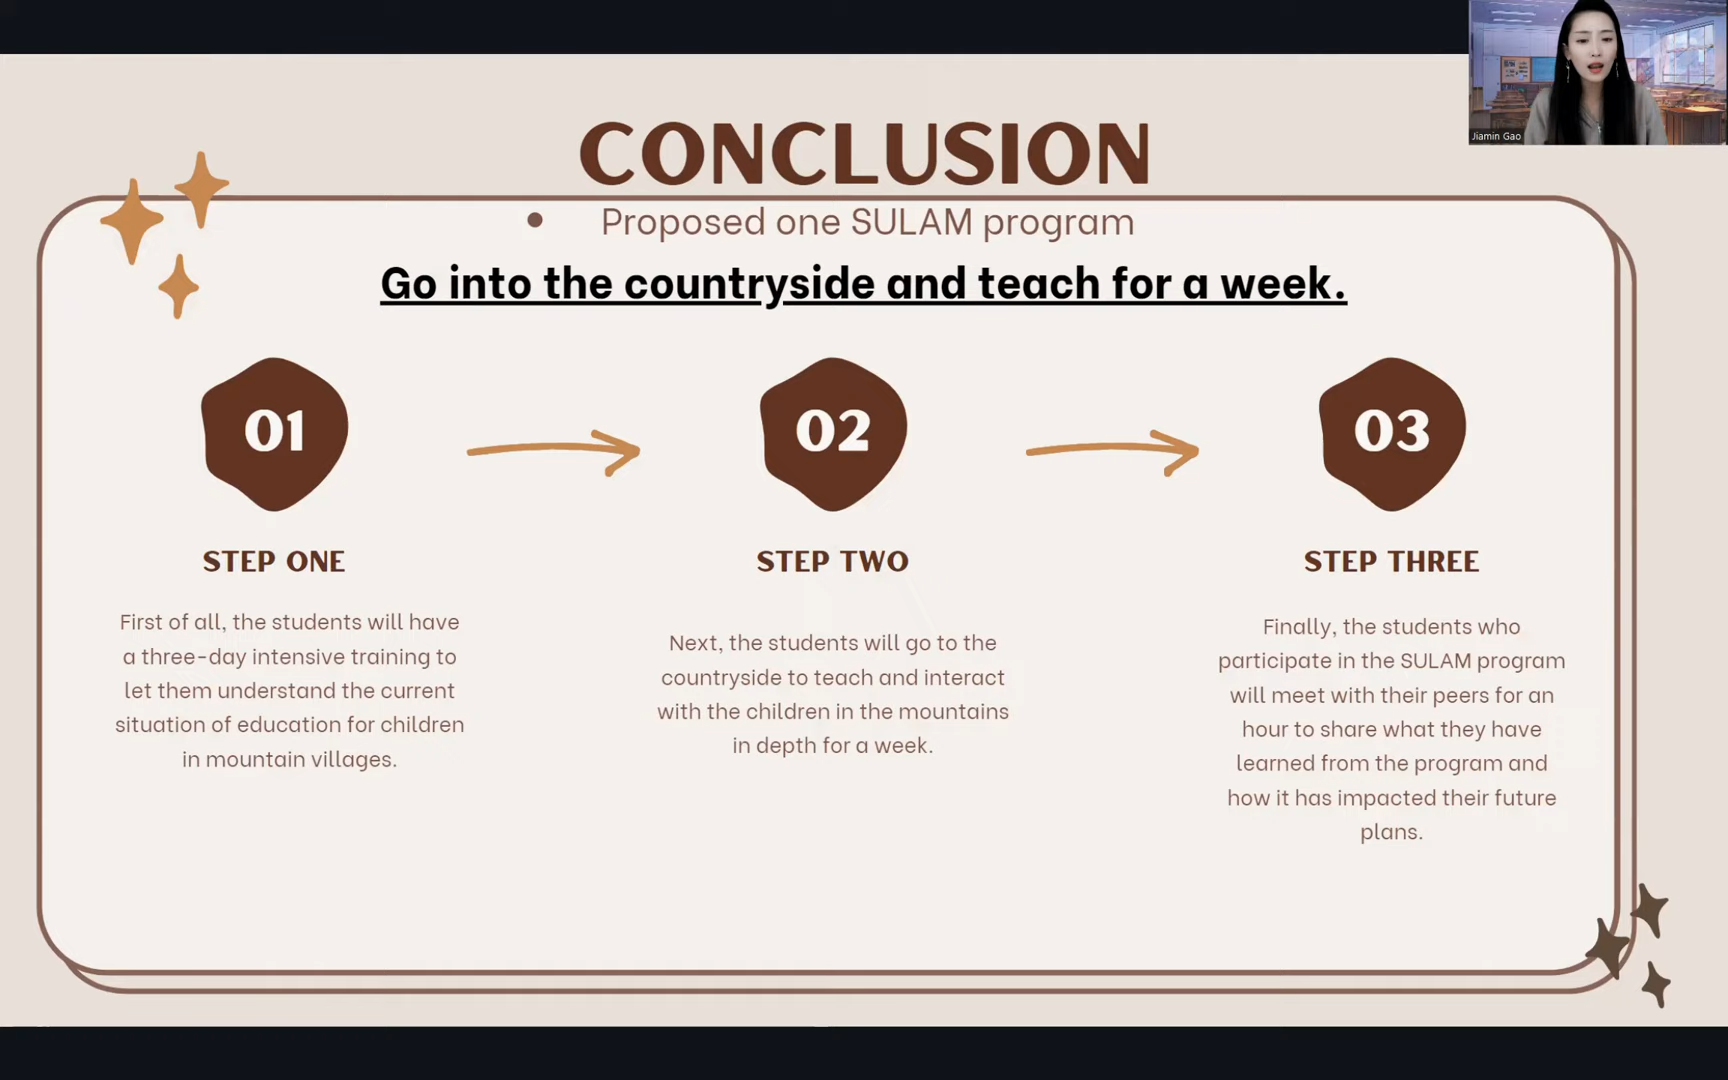 CONCLUSION
• Proposed one SULAM program
Go into the countryside and teach for a week.
01
STEP ONE
First of all, the students will have
a three-day intensive training to
let them understand the current
situation of education for children
in mountain villages.
02
STEP TWO
Next, the students will go to the
countryside to teach and interact
with the children in the mountains
in depth for a week.
03
STEP THREE
Finally, the students who
participate in the SULAM program
will meet with their peers for an
hour to share what they have
learned from the program and
how it has impacted their future
plans.
Jiamin Gao